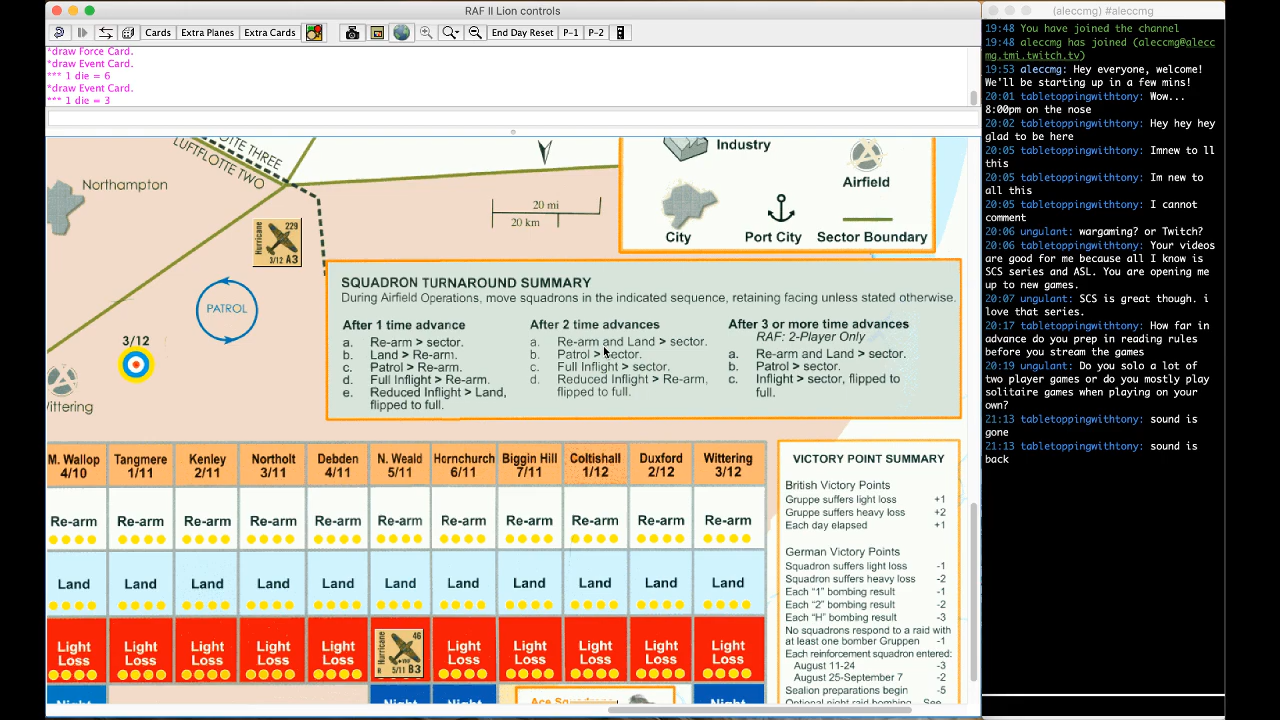 RAF II Lion controls
Cards
Extra Planes
Extra Cards
End Day Reset
P-1
P-2
*draw Force Card.
*draw Event Card.
*** 1 die = 6
*draw Event Card.
*** 1 die = 3
LUFTFLOTTE TWO
Northampton
Hurricane
229
3/12 A3
PATROL
3/12
20 mi
20 km
Industry
Airfield
City
Port City
Sector Boundary
SQUADRON TURNAROUND SUMMARY
During Airfield Operations, move squadrons in the indicated sequence, retaining facing unless stated otherwise.
After 1 time advance
a. Re-arm > sector.
b. Land > Re-arm.
c. Patrol > Re-arm.
d. Full Inflight > Re-arm.
e. Reduced Inflight > Land,
flipped to full.
After 2 time advances
a. Re-arm and Land > sector.
b. Patrol > sector.
c. Full Inflight > sector.
d. Reduced Inflight > Re-arm,
flipped to full.
After 3 or more time advances
RAF: 2-Player Only
a. Re-arm and Land > sector.
b. Patrol > sector.
c. Inflight > sector, flipped to
full.
M. Wallop Tangmere Kenley Northolt Debden N. Weald Hornchurch Biggin Hill Coltishall Duxford Wittering
4/10 1/11 2/11 3/11 4/11 5/11 6/11 7/11 1/12 2/12 3/12
Re-arm Re-arm Re-arm Re-arm Re-arm Re-arm Re-arm Re-arm Re-arm Re-arm Re-arm
Land Land Land Land Land Land Land Land Land Land Land
Light Light Light Light Light Hurricane 46 Light Light Light Light Light
Loss Loss Loss Loss Loss 5/11 B3 Loss Loss Loss Loss Loss
VICTORY POINT SUMMARY
British Victory Points
Gruppe suffers light loss +1
Gruppe suffers heavy loss +2
Each day elapsed +1
German Victory Points
Squadron suffers light loss -1
Squadron suffers heavy loss -2
Each "1" bombing result -1
Each "2" bombing result -2
Each "H" bombing result -3
No squadrons respond to a raid with
at least one bomber Gruppen -1
Each reinforcement squadron entered:
August 11-24 -3
August 25-September 7 -2
Sealion preparations begin -5
(aleccmg) #aleccmg
19:48 You have joined the channel
19:48 aleccmg has joined (aleccmg@alecc
mg.tmi.twitch.tv)
19:53 aleccmg: Hey everyone, welcome!
We'll be starting up in a few mins!
20:01 tabletoppingwithtony: Wow...
8:00pm on the nose
20:02 tabletoppingwithtony: Hey hey hey
glad to be here
20:05 tabletoppingwithtony: Imnew to ll
this
20:05 tabletoppingwithtony: Im new to
all this
20:05 tabletoppingwithtony: I cannot
comment
20:06 ungulant: wargaming? or Twitch?
20:06 tabletoppingwithtony: Your videos
are good for me because all I know is
SCS series and ASL. You are opening me
up to new games.
20:07 ungulant: SCS is great though. i
love that series.
20:17 tabletoppingwithtony: How far in
advance do you prep in reading rules
before you stream the games
20:19 ungulant: Do you solo a lot of
two player games or do you mostly play
solitaire games when playing on your
own?
21:13 tabletoppingwithtony: sound is
gone
21:13 tabletoppingwithtony: sound is
back